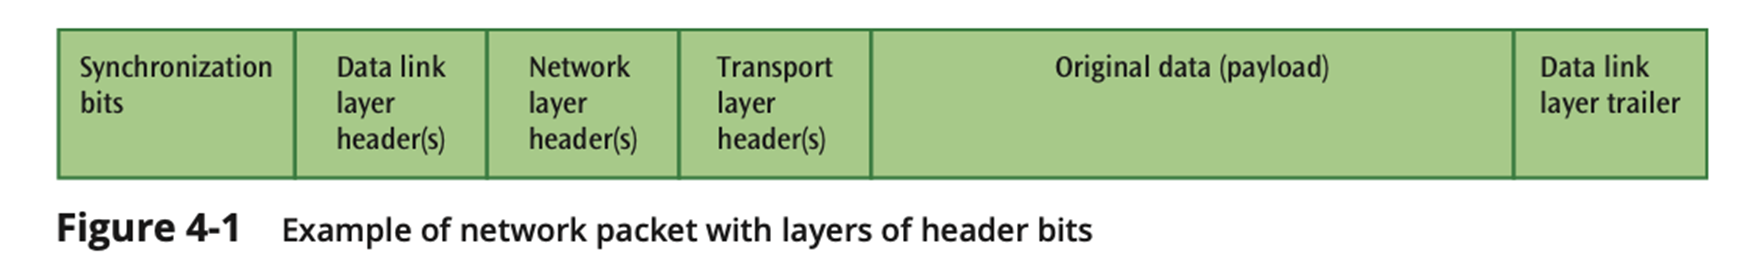 Synchronization
bits
Data link
layer
header(s)
Network
layer
header(s)
Transport
layer
header(s)
Original data (payload)
Data link
layer trailer
Figure 4-1 Example of network packet with layers of header bits